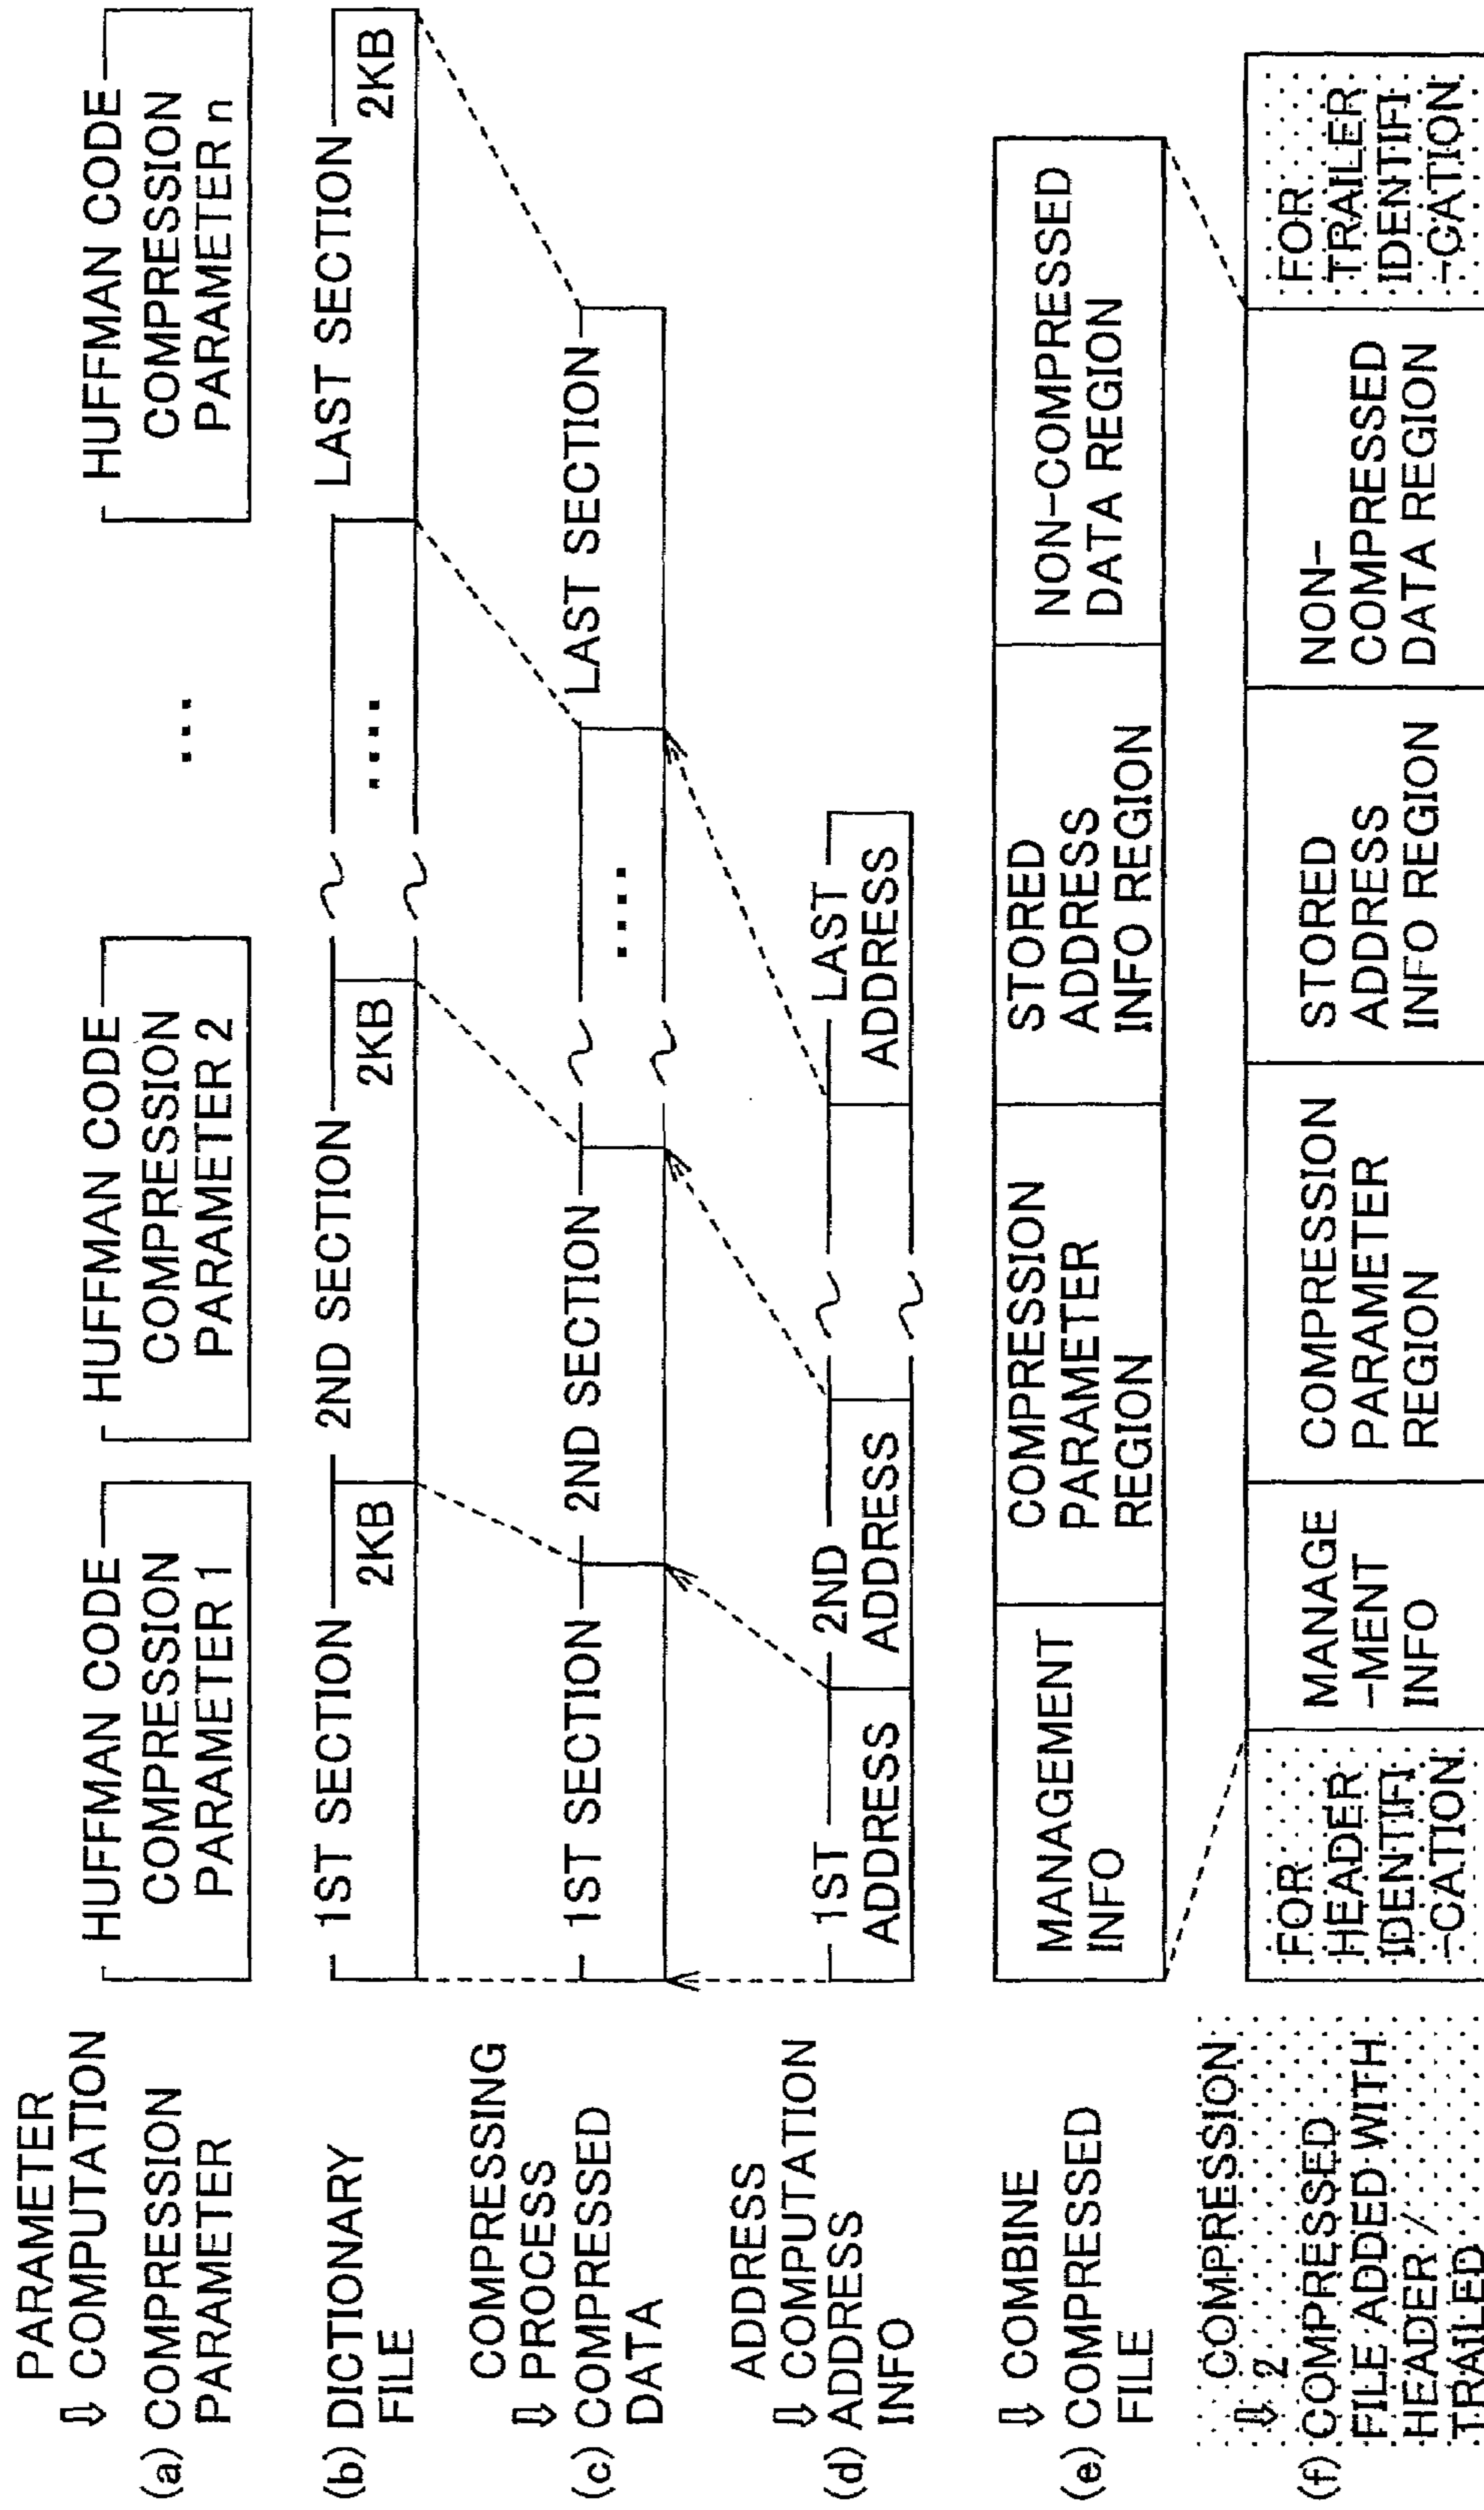 PARAMETER
⇩ COMPUTATION
(a) COMPRESSION
PARAMETER
HUFFMAN CODE
COMPRESSION
PARAMETER 1
HUFFMAN CODE
COMPRESSION
PARAMETER 2
...
HUFFMAN CODE
COMPRESSION
PARAMETER n
(b) DICTIONARY
FILE
1ST SECTION
2KB
2ND SECTION
2KB
....
LAST SECTION
2KB
COMPRESSING
⇩ PROCESS
(c) COMPRESSED
DATA
1ST SECTION
2ND SECTION
....
LAST SECTION
ADDRESS
⇩ COMPUTATION
(d) ADDRESS
INFO
1ST
ADDRESS
2ND
ADDRESS
LAST
ADDRESS
⇩ COMBINE
(e) COMPRESSED
FILE
MANAGEMENT
INFO
COMPRESSION
PARAMETER
REGION
STORED
ADDRESS
INFO REGION
NON-COMPRESSED
DATA REGION
COMPRESSION
⇩ 2
(f) COMPRESSED
FILE ADDED WITH
HEADER /
TRAILED
FOR
HEADER
IDENTIFI
-CATION
MANAGE
-MENT
INFO
COMPRESSION
PARAMETER
REGION
STORED
ADDRESS
INFO REGION
NON-
COMPRESSED
DATA REGION
FOR
TRAILER
IDENTIFI
-CATION